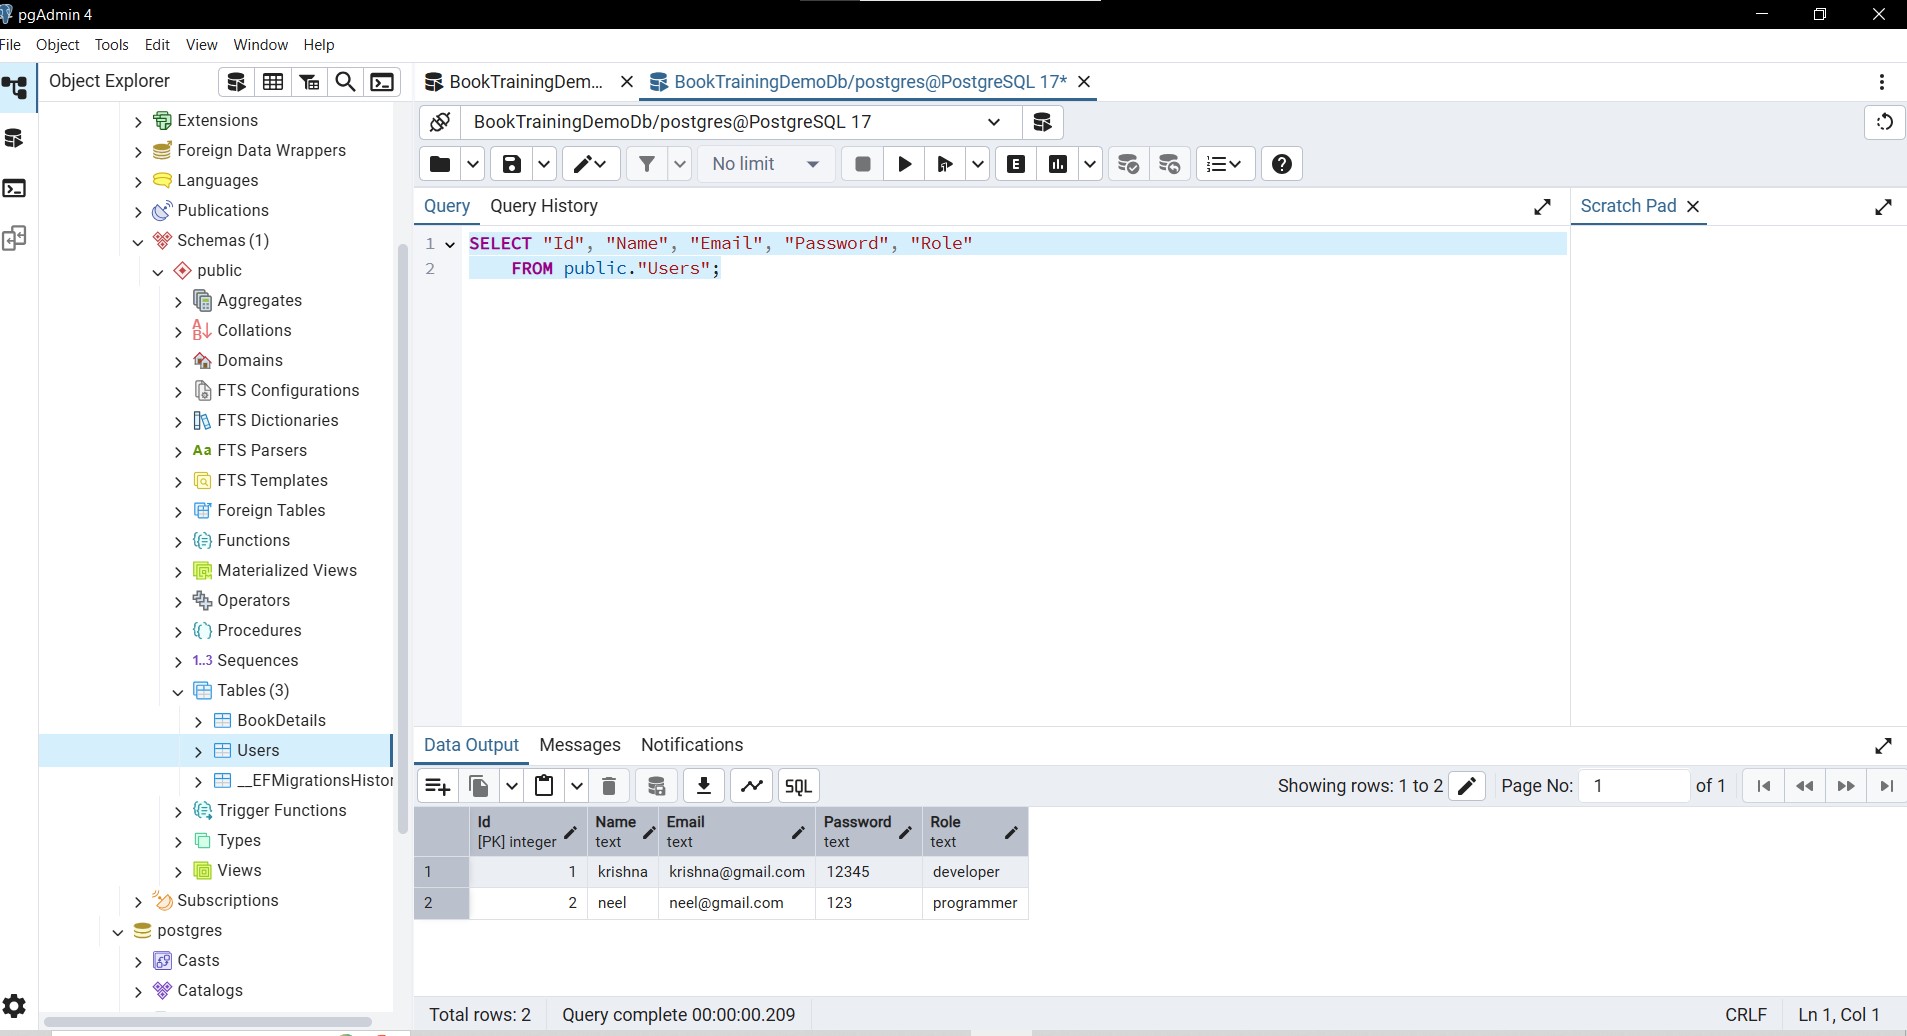 pgAdmin 4
File Object Tools Edit View Window Help
Object Explorer
BookTrainingDem...
BookTrainingDemoDb/postgres@PostgreSQL 17*
BookTrainingDemoDb/postgres@PostgreSQL 17
No limit
E
Query Query History
Scratch Pad
1 SELECT "Id", "Name", "Email", "Password", "Role"
2 FROM public."Users";
Extensions
Foreign Data Wrappers
Languages
Publications
Schemas (1)
public
Aggregates
Collations
Domains
FTS Configurations
FTS Dictionaries
Aa FTS Parsers
FTS Templates
Foreign Tables
Functions
Materialized Views
Operators
Procedures
1..3 Sequences
Tables (3)
BookDetails
Users
__EFMigrationsHistor
Trigger Functions
Types
Views
Subscriptions
postgres
Casts
Catalogs
Data Output Messages Notifications
SQL
Showing rows: 1 to 2
Page No: 1 of 1
Id [PK] integer
Name text
Email text
Password text
Role text
1 1 krishna krishna@gmail.com 12345 developer
2 2 neel neel@gmail.com 123 programmer
Total rows: 2
Query complete 00:00:00.209
CRLF
Ln 1, Col 1